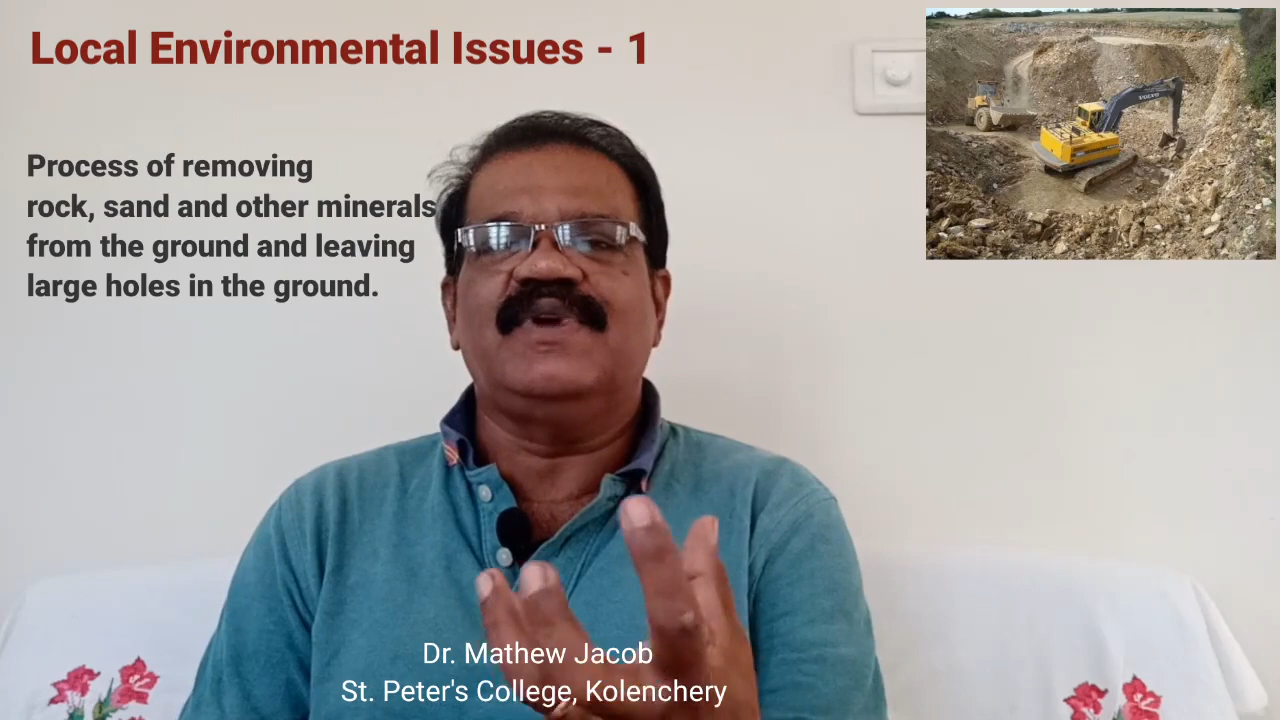 Local Environmental Issues - 1
Process of removing
rock, sand and other minerals
from the ground and leaving
large holes in the ground.
VOLVO
Dr. Mathew Jacob
St. Peter's College, Kolenchery